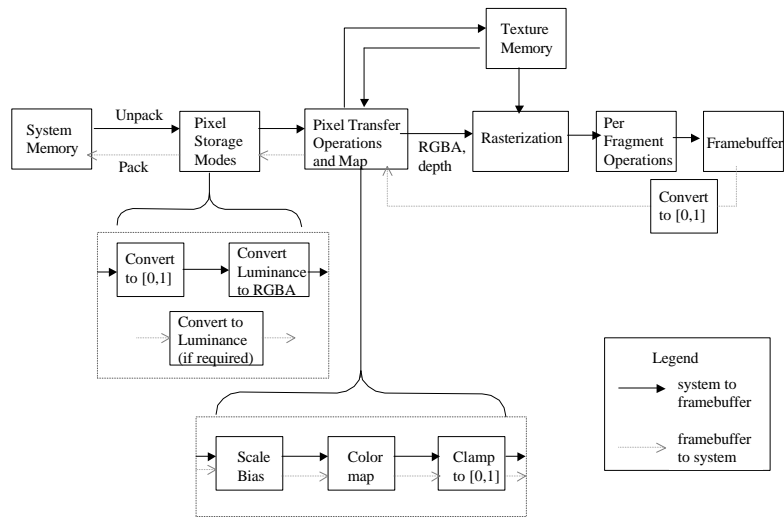 Texture
Memory
System
Memory
Unpack
Pack
Pixel
Storage
Modes
Pixel Transfer
Operations
and Map
RGBA,
depth
Rasterization
Per
Fragment
Operations
Framebuffer
Convert
to [0,1]
Convert
to [0,1]
Convert
Luminance
to RGBA
Convert to
Luminance
(if required)
Legend
system to
framebuffer
framebuffer
to system
Scale
Bias
Color
map
Clamp
to [0,1]